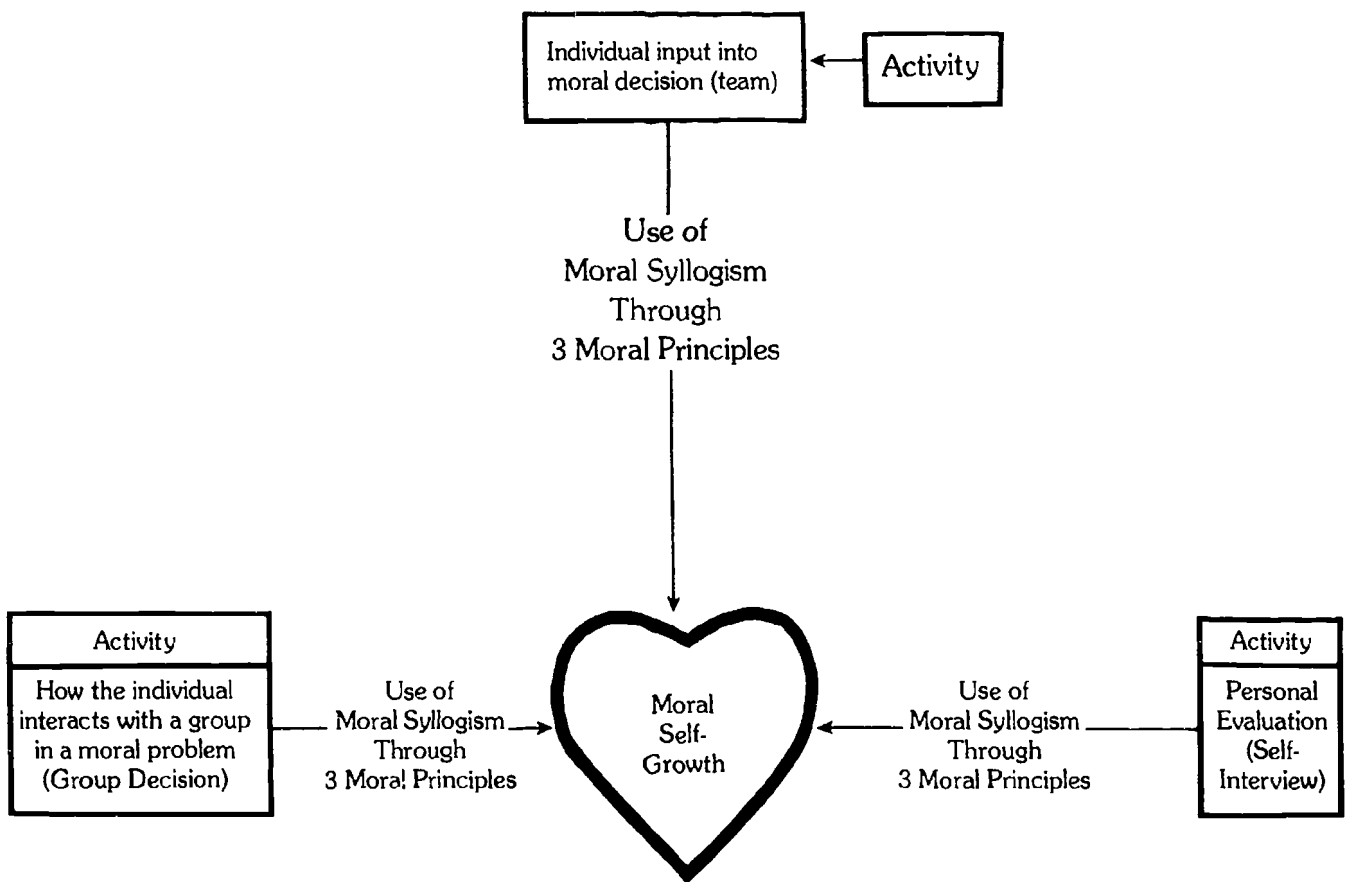 Individual input into
moral decision (team)
Activity
Use of
Moral Syllogism
Through
3 Moral Principles
Activity
How the individual
interacts with a group
in a moral problem
(Group Decision)
Use of
Moral Syllogism
Through
3 Moral Principles
Moral
Self-
Growth
Use of
Moral Syllogism
Through
3 Moral Principles
Activity
Personal
Evaluation
(Self-
Interview)